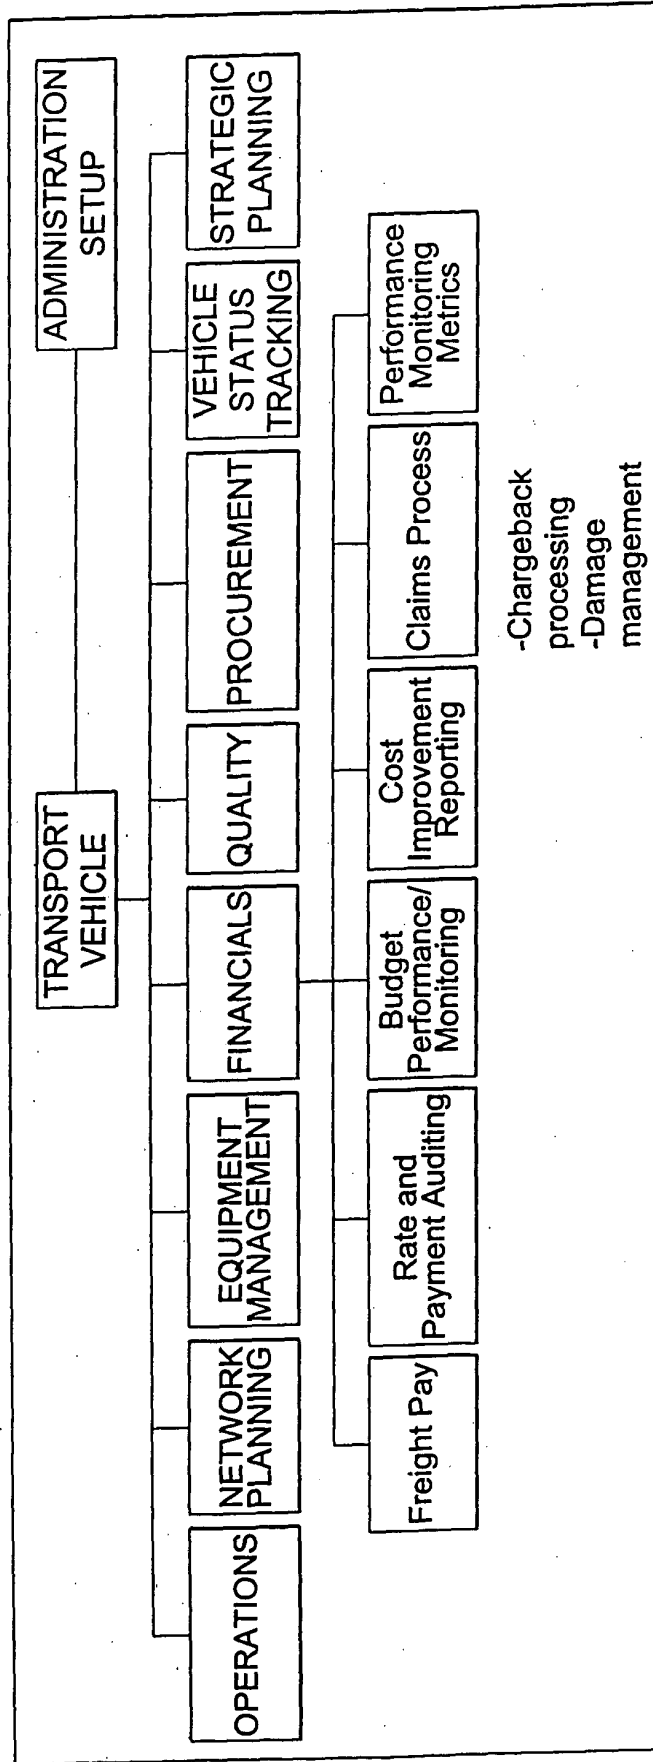 TRANSPORT
VEHICLE
ADMINISTRATION
SETUP
OPERATIONS
NETWORK
PLANNING
EQUIPMENT
MANAGEMENT
FINANCIALS
QUALITY
PROCUREMENT
VEHICLE
STATUS
TRACKING
STRATEGIC
PLANNING
Freight Pay
Rate and
Payment Auditing
Budget
Performance/
Monitoring
Cost
Improvement
Reporting
Claims Process
Performance
Monitoring
Metrics
-Chargeback
processing
-Damage
management